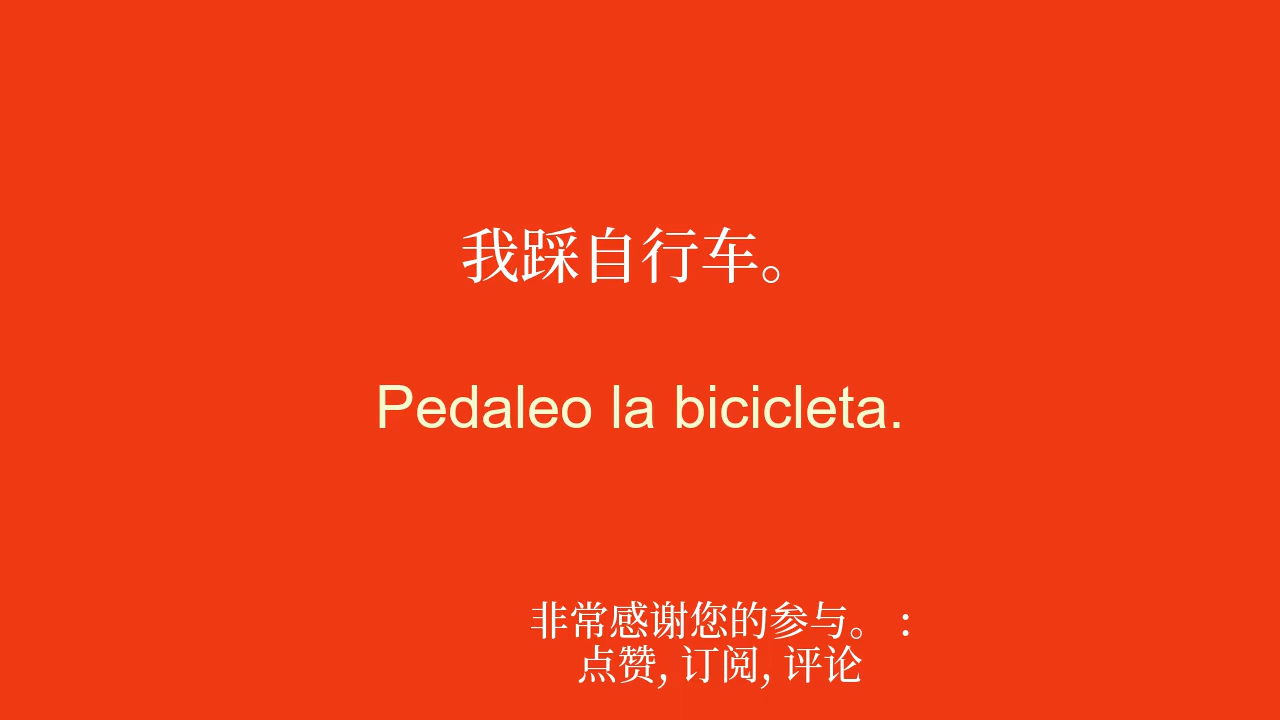 我踩自行车。
Pedaleo la bicicleta.
非常感谢您的参与。 :
点赞, 订阅, 评论